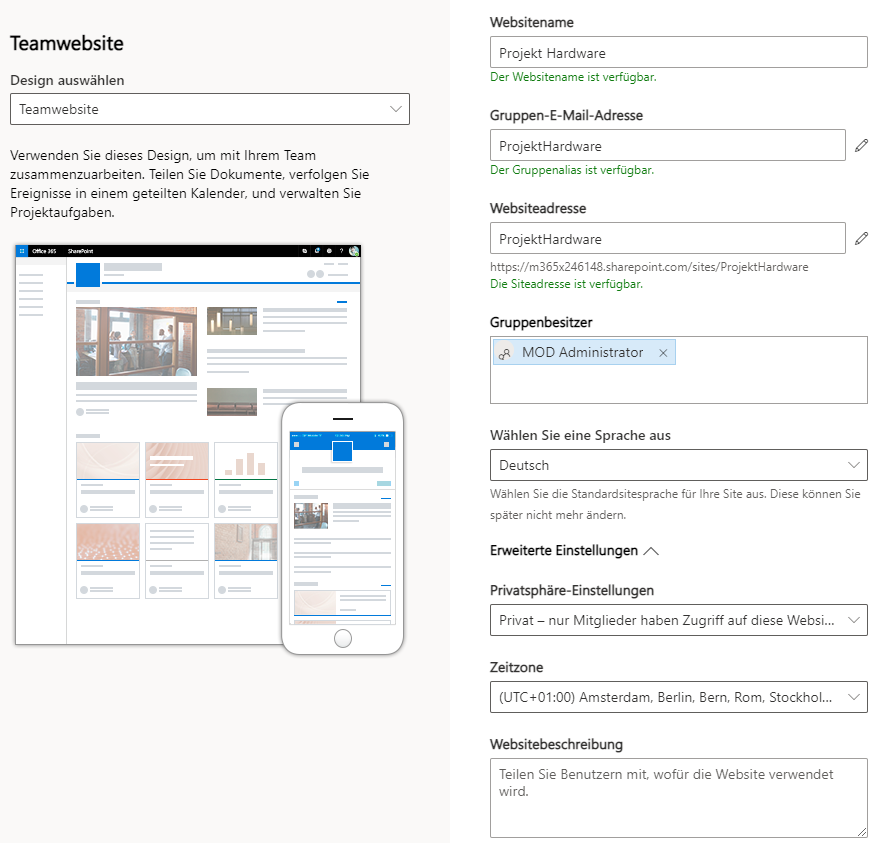 Teamwebsite
Design auswählen
Teamwebsite
Verwenden Sie dieses Design, um mit Ihrem Team
zusammenzuarbeiten. Teilen Sie Dokumente, verfolgen Sie
Ereignisse in einem geteilten Kalender, und verwalten Sie
Projektaufgaben.
Office 365 SharePoint
?
Websitename
Projekt Hardware
Der Websitename ist verfügbar.
Gruppen-E-Mail-Adresse
ProjektHardware
Der Gruppenalias ist verfügbar.
Websiteadresse
ProjektHardware
https://m365x246148.sharepoint.com/sites/ProjektHardware
Die Siteadresse ist verfügbar.
Gruppenbesitzer
MOD Administrator
Wählen Sie eine Sprache aus
Deutsch
Wählen Sie die Standardsitesprache für Ihre Site aus. Diese können Sie
später nicht mehr ändern.
Erweiterte Einstellungen
Privatsphäre-Einstellungen
Privat – nur Mitglieder haben Zugriff auf diese Websi...
Zeitzone
(UTC+01:00) Amsterdam, Berlin, Bern, Rom, Stockhol...
Websitebeschreibung
Teilen Sie Benutzern mit, wofür die Website verwendet
wird.